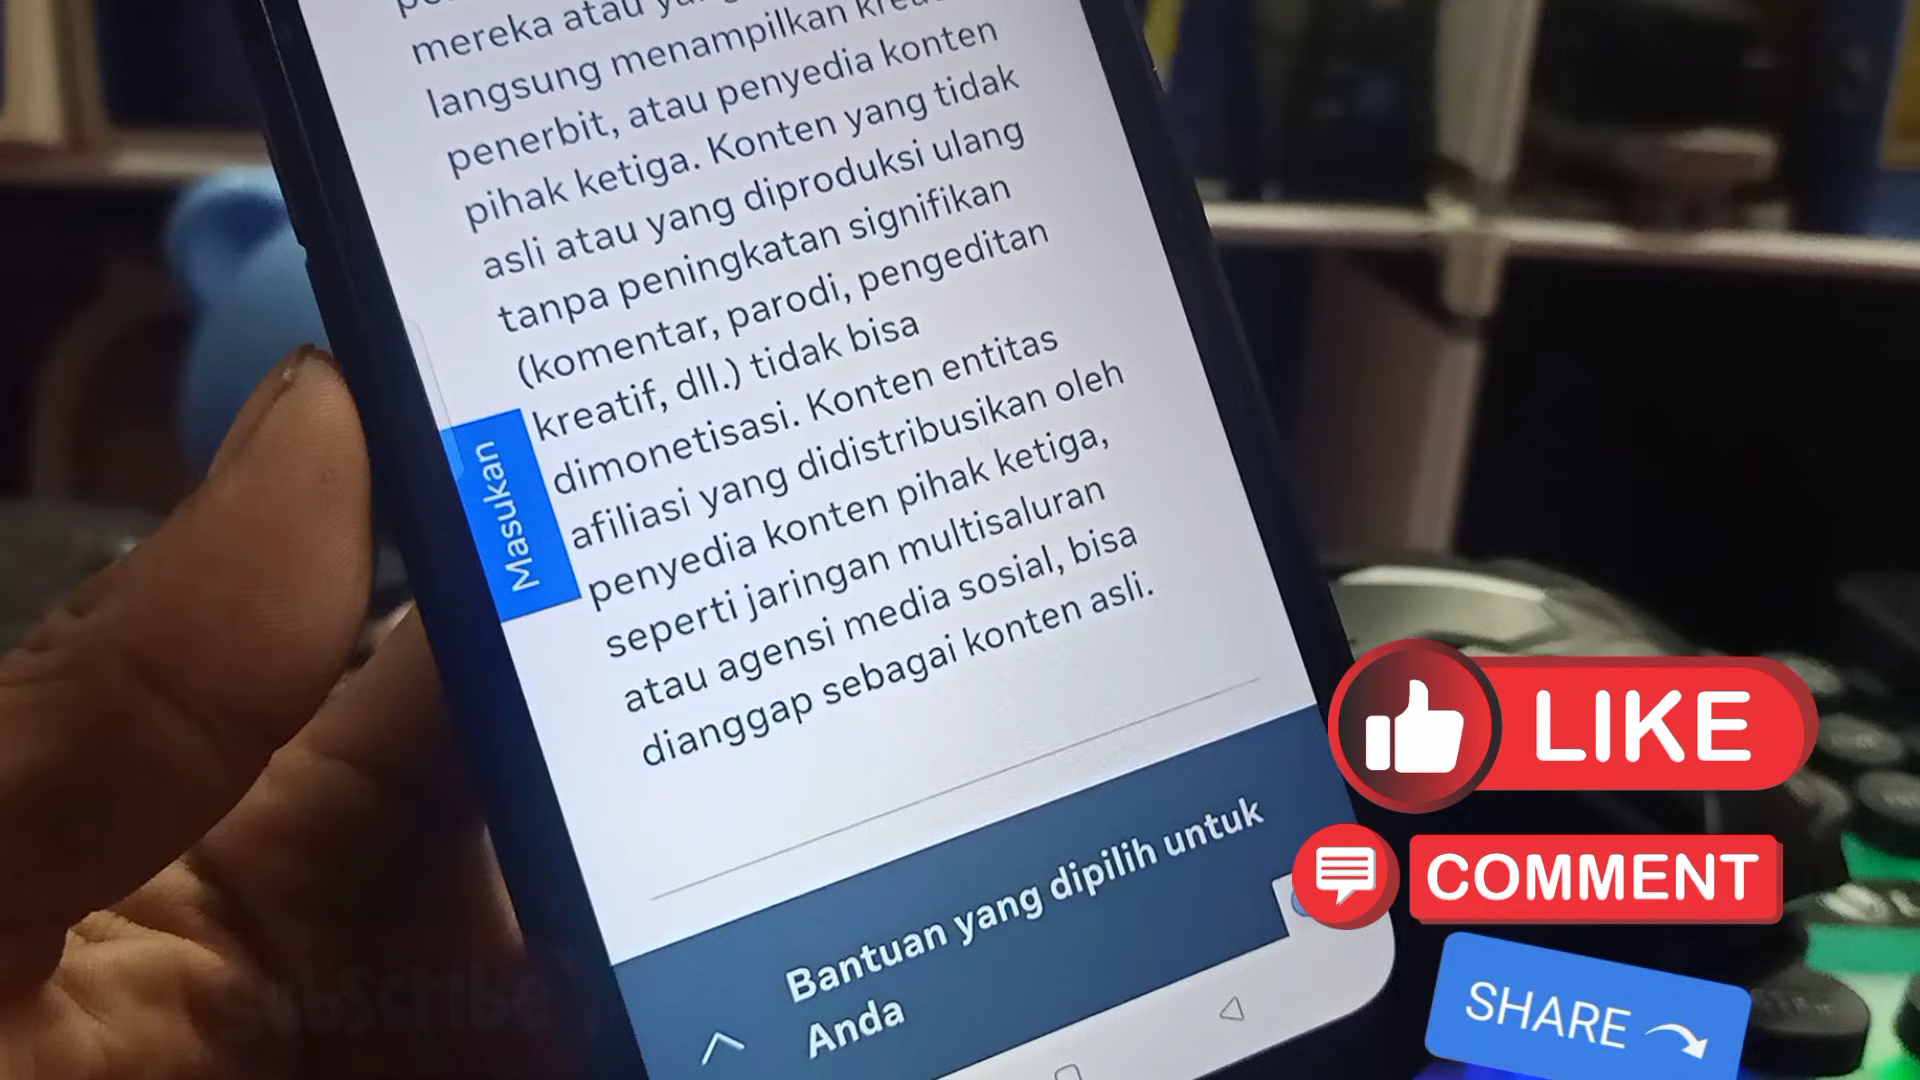 mereka atau
langsung menampilkan
penerbit, atau penyedia konten
pihak ketiga. Konten yang tidak
asli atau yang diproduksi ulang
tanpa peningkatan signifikan
(komentar, parodi, pengeditan
kreatif, dll.) tidak bisa
dimonetisasi. Konten entitas
afiliasi yang didistribusikan oleh
penyedia konten pihak ketiga,
seperti jaringan multisaluran
atau agensi media sosial, bisa
dianggap sebagai konten asli.
Masukan
Bantuan yang dipilih untuk
Anda
LIKE
COMMENT
SHARE
subscribe